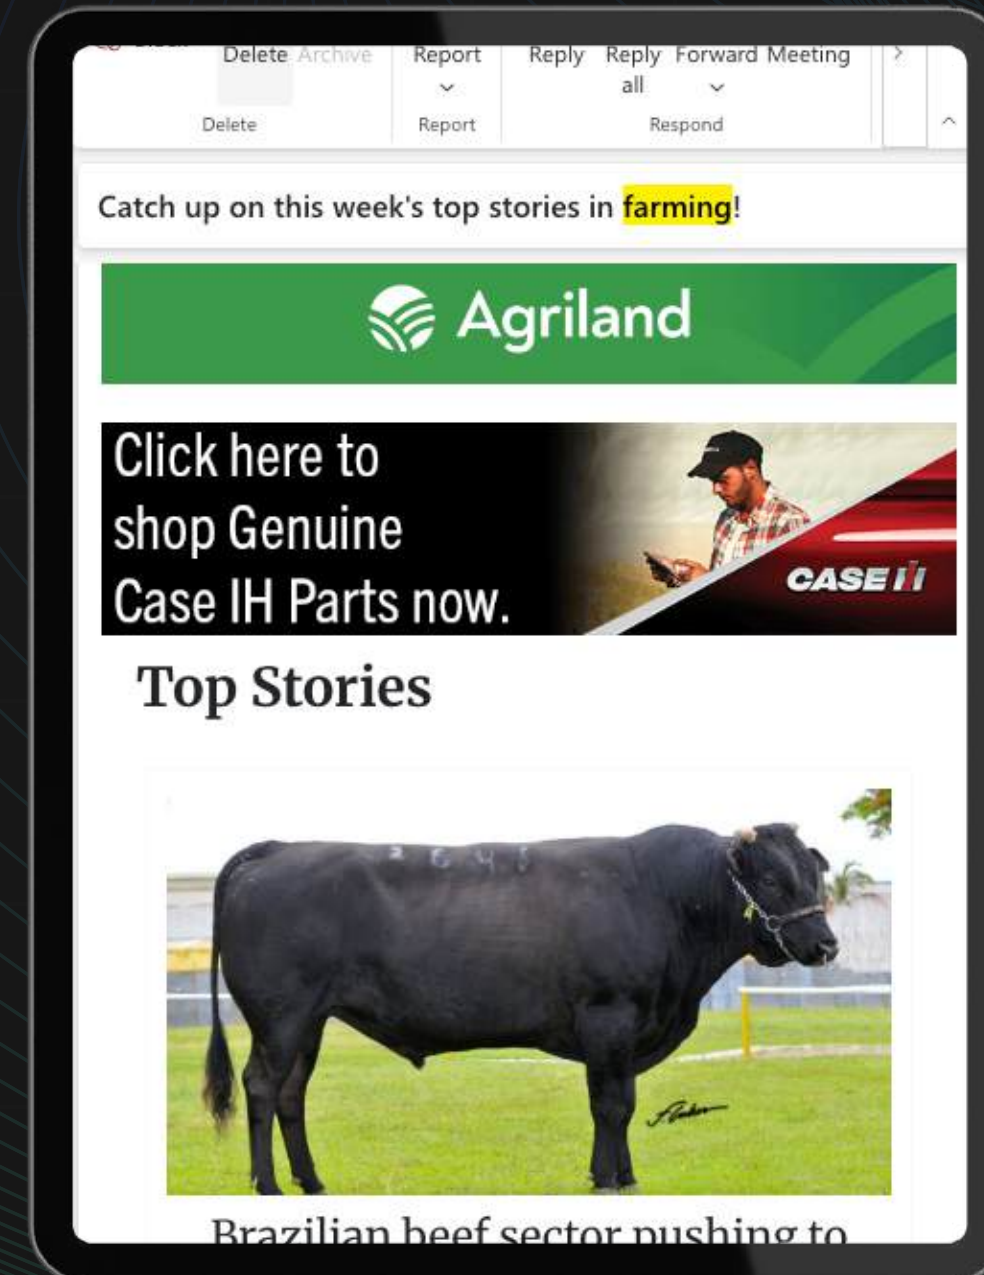 Delete Archive
Report
Reply
Reply all
Forward
Meeting
Delete
Report
Respond
Catch up on this week's top stories in farming!
Agriland
Click here to
shop Genuine
Case IH Parts now.
CASE IH
Top Stories
Brazilian beef sector pushing to